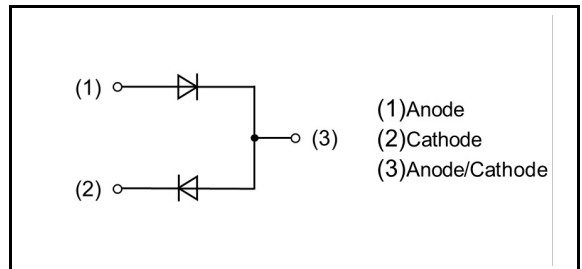 (1)
(1)Anode
(3)
(2)Cathode
(3)Anode/Cathode
(2)